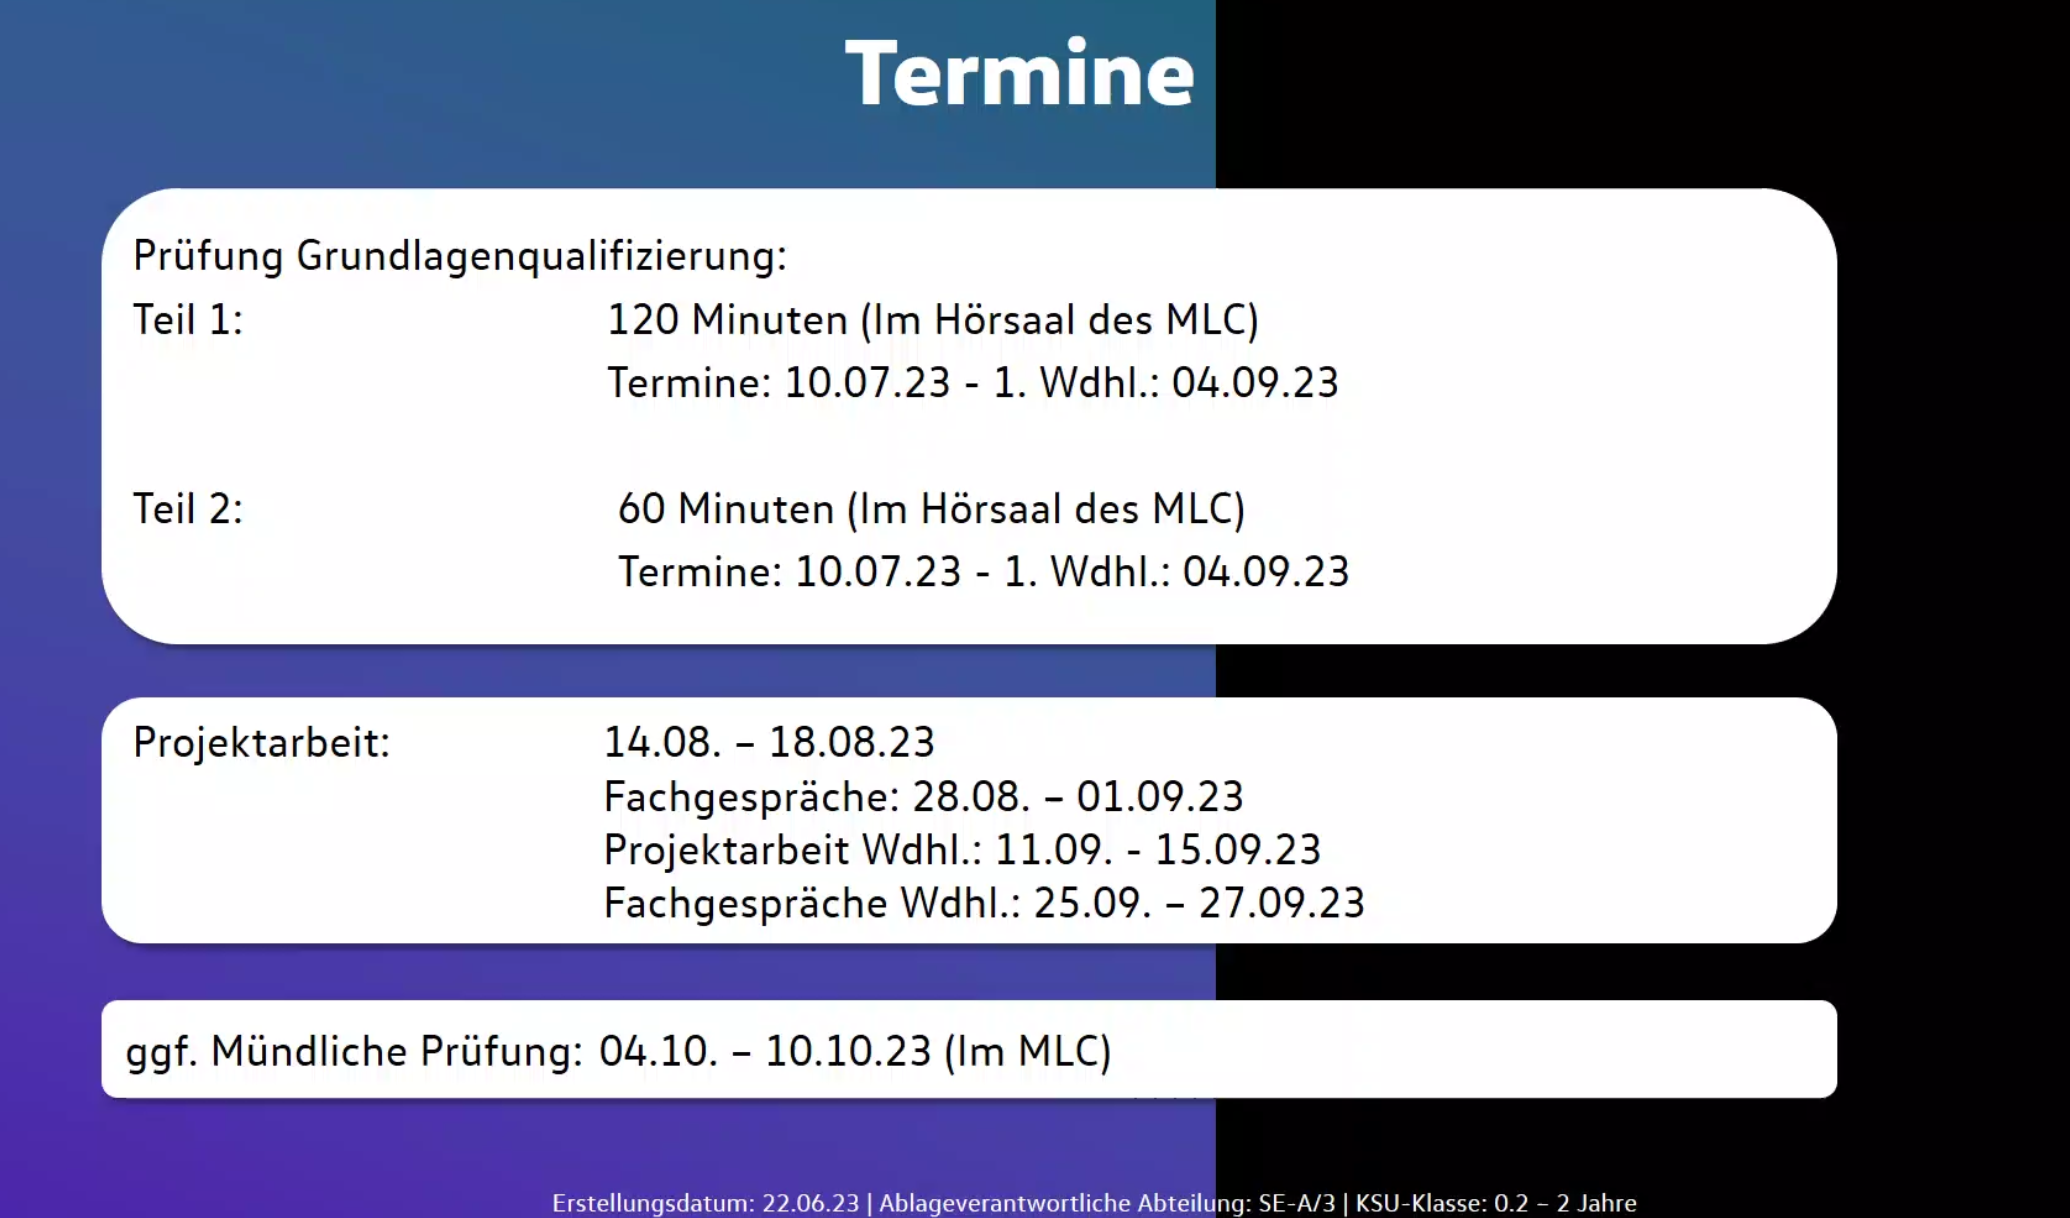 Termine
Prüfung Grundlagenqualifizierung:
Teil 1: 120 Minuten (Im Hörsaal des MLC)
Termine: 10.07.23 - 1. Wdhl.: 04.09.23
Teil 2: 60 Minuten (Im Hörsaal des MLC)
Termine: 10.07.23 - 1. Wdhl.: 04.09.23
Projektarbeit: 14.08. – 18.08.23
Fachgespräche: 28.08. – 01.09.23
Projektarbeit Wdhl.: 11.09. - 15.09.23
Fachgespräche Wdhl.: 25.09. – 27.09.23
ggf. Mündliche Prüfung: 04.10. – 10.10.23 (Im MLC)
Erstellungsdatum: 22.06.23 | Ablageverantwortliche Abteilung: SE-A/3 | KSU-Klasse: 0.2 – 2 Jahre